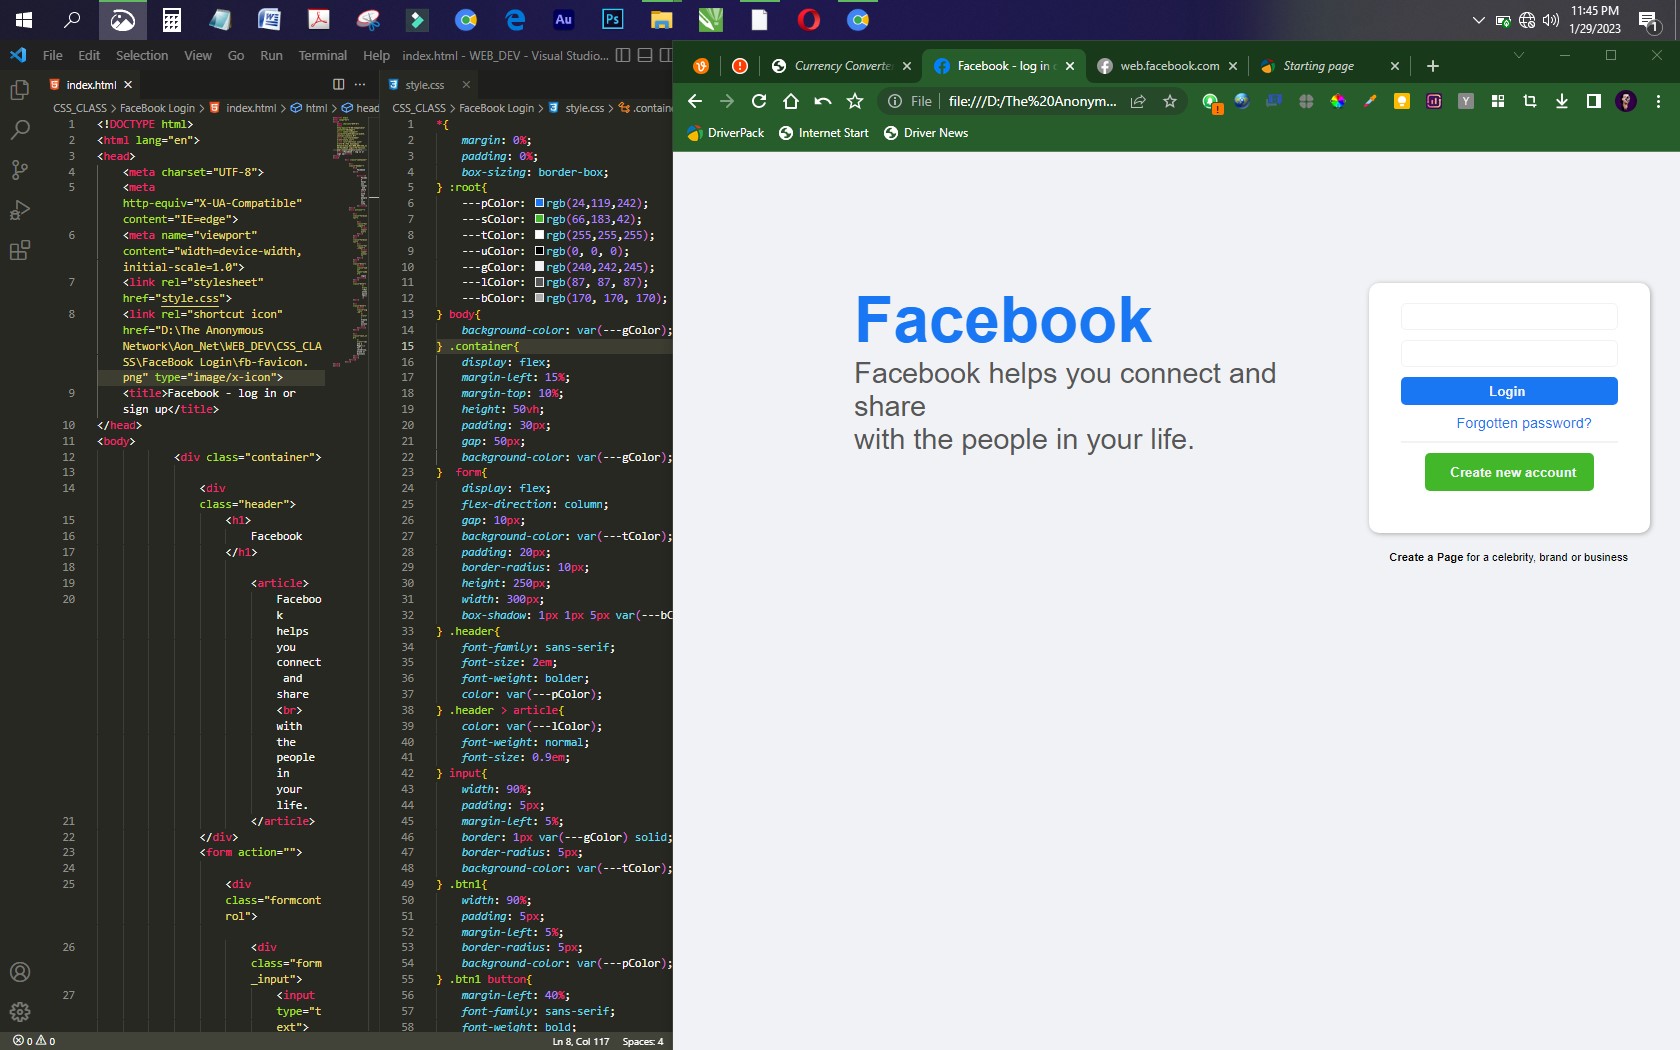 Au
Ps
11:45 PM
1/29/2023
1
File Edit Selection View Go Run Terminal Help index.html - WEB_DEV - Visual Studio...
index.html
CSS_CLASS > FaceBook Login > index.html > html > head
1 <!DOCTYPE html>
2 <html lang="en">
3 <head>
4 <meta charset="UTF-8">
5 <meta
http-equiv="X-UA-Compatible"
content="IE=edge">
6 <meta name="viewport"
content="width=device-width,
initial-scale=1.0">
7 <link rel="stylesheet"
href="style.css">
8 <link rel="shortcut icon"
href="D:\The Anonymous
Network\Aon_Net\WEB_DEV\CSS_CLA
SS\FaceBook Login\fb-favicon.
png" type="image/x-icon">
9 <title>Facebook - log in or
sign up</title>
10 </head>
11 <body>
12 <div class="container">
13
14 <div
class="header">
15 <h1>
16 Facebook
17 </h1>
18
19 <article>
20 Faceboo
k
helps
you
connect
and
share
<br>
with
the
people
in
your
life.
21 </article>
22 </div>
23 <form action="">
24
25 <div
class="formcont
rol">
26 <div
class="form
_input">
27 <input
type="t
ext">
style.css
CSS_CLASS > FaceBook Login > style.css > .containe
1 *{
2 margin: 0%;
3 padding: 0%;
4 box-sizing: border-box;
5 } :root{
6 ---pColor: rgb(24,119,242);
7 ---sColor: rgb(66,183,42);
8 ---tColor: rgb(255,255,255);
9 ---uColor: rgb(0, 0, 0);
10 ---gColor: rgb(240,242,245);
11 ---lColor: rgb(87, 87, 87);
12 ---bColor: rgb(170, 170, 170);
13 } body{
14 background-color: var(---gColor);
15 } .container{
16 display: flex;
17 margin-left: 15%;
18 margin-top: 10%;
19 height: 50vh;
20 padding: 30px;
21 gap: 50px;
22 background-color: var(---gColor);
23 } form{
24 display: flex;
25 flex-direction: column;
26 gap: 10px;
27 background-color: var(---tColor);
28 padding: 20px;
29 border-radius: 10px;
30 height: 250px;
31 width: 300px;
32 box-shadow: 1px 1px 5px var(---bC
33 } .header{
34 font-family: sans-serif;
35 font-size: 2em;
36 font-weight: bolder;
37 color: var(---pColor);
38 } .header > article{
39 color: var(---lColor);
40 font-weight: normal;
41 font-size: 0.9em;
42 } input{
43 width: 90%;
44 padding: 5px;
45 margin-left: 5%;
46 border: 1px var(---gColor) solid;
47 border-radius: 5px;
48 background-color: var(---tColor);
49 } .btn1{
50 width: 90%;
51 padding: 5px;
52 margin-left: 5%;
53 border-radius: 5px;
54 background-color: var(---pColor);
55 } .btn1 button{
56 margin-left: 40%;
57 font-family: sans-serif;
58 font-weight: bold;
0 0
Ln 8, Col 117 Spaces: 4
Currency Converte
Facebook - log in o
web.facebook.com
Starting page
File file:///D:/The%20Anonym...
Y
DriverPack Internet Start Driver News
Facebook
Facebook helps you connect and
share
with the people in your life.
Login
Forgotten password?
Create new account
Create a Page for a celebrity, brand or business